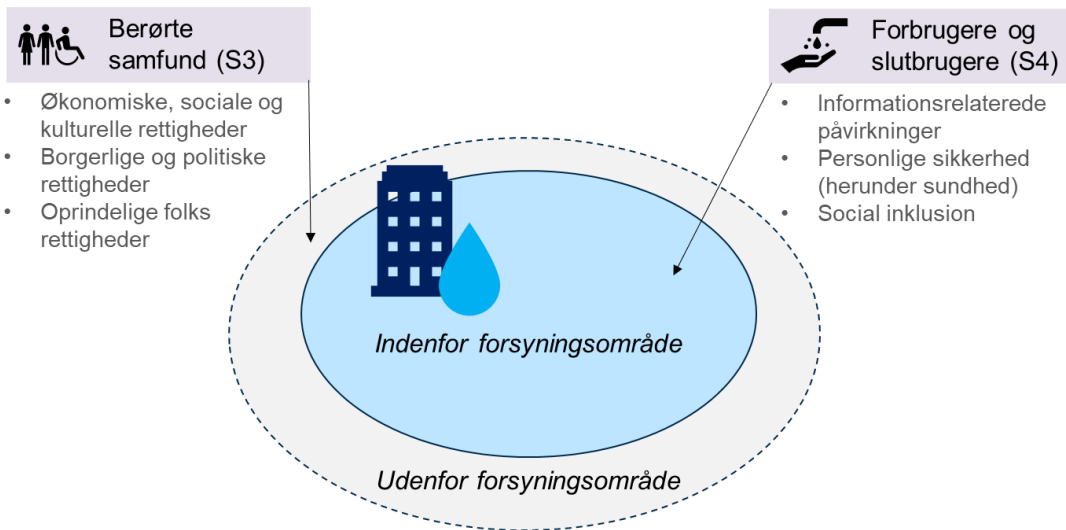 Berørte
samfund (S3)
• Økonomiske, sociale og
kulturelle rettigheder
• Borgerlige og politiske
rettigheder
• Oprindelige folks
rettigheder
Forbrugere og
slutbrugere (S4)
• Informationsrelaterede
påvirkninger
• Personlige sikkerhed
(herunder sundhed)
• Social inklusion
Indenfor forsyningsområde
Udenfor forsyningsområde